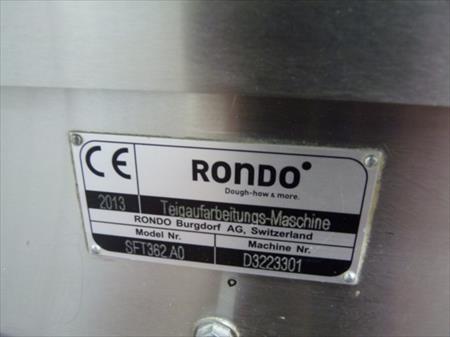 CE
RONDO
Dough-how & more.
2013 Teigaufarbeitungs-Maschine
RONDO Burgdorf AG, Switzerland
Model Nr. Machine Nr.
SFT362 A0 D3223301